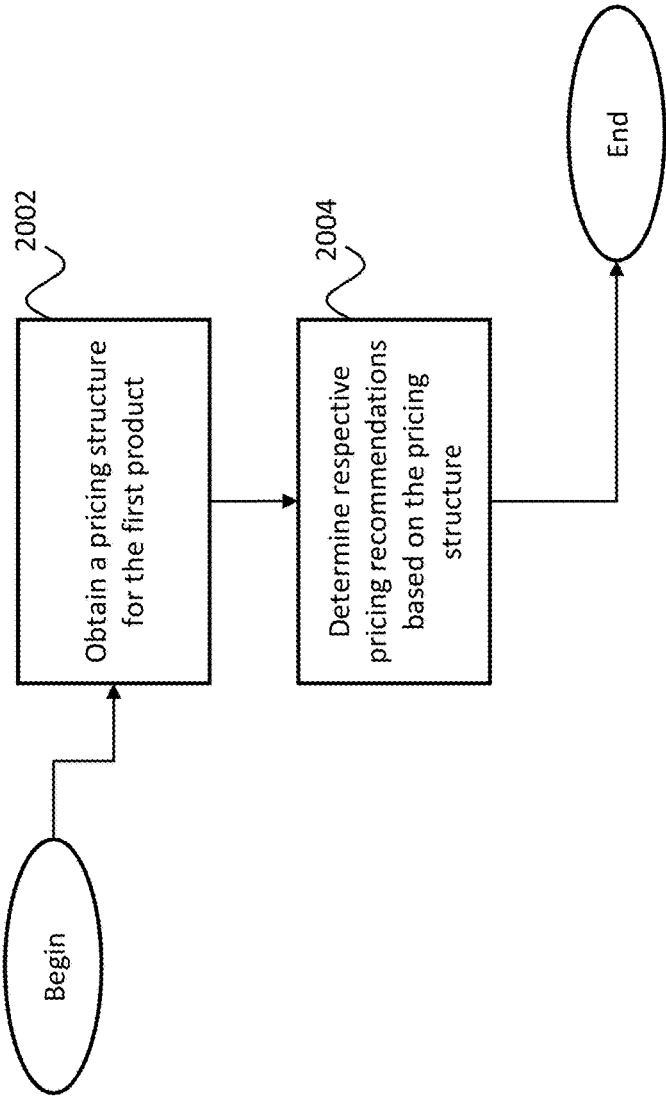 Begin
2002
Obtain a pricing structure
for the first product
2004
Determine respective
pricing recommendations
based on the pricing
structure
End